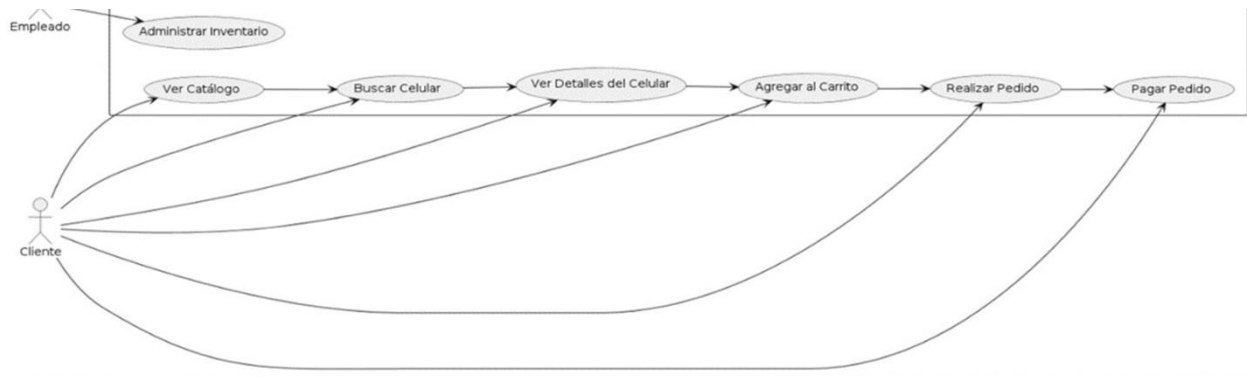 Empleado
Administrar Inventario
Ver Catálogo
Buscar Celular
Ver Detalles del Celular
Agregar al Carrito
Realizar Pedido
Pagar Pedido
Cliente